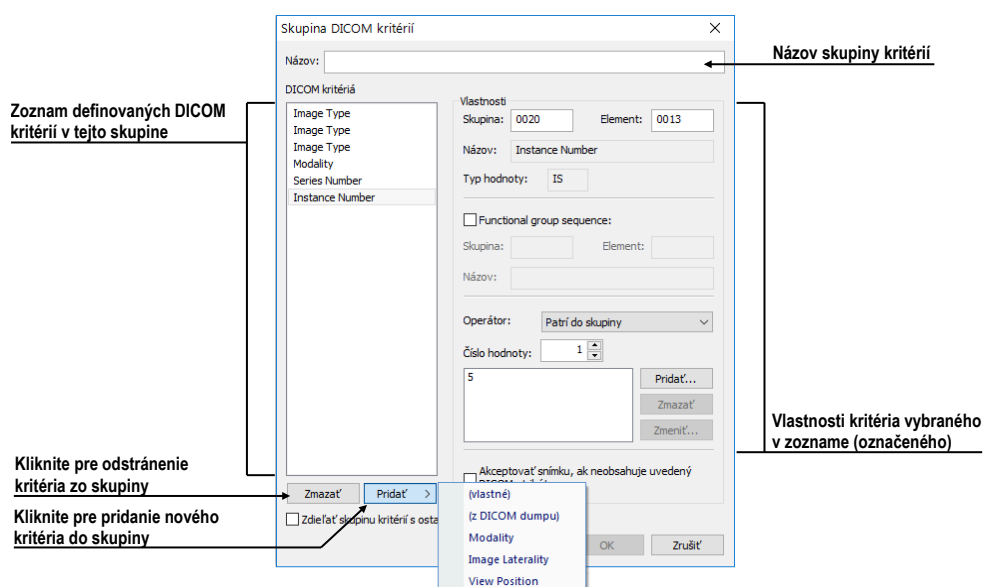 Skupina DICOM kritérií
Názov:
Názov skupiny kritérií
DICOM kritériá
Zoznam definovaných DICOM
kritérií v tejto skupine
Image Type
Image Type
Image Type
Modality
Series Number
Instance Number
Vlastnosti
Skupina: 0020 Element: 0013
Názov: Instance Number
Typ hodnoty: IS
Functional group sequence:
Skupina: Element:
Názov:
Operátor: Patrí do skupiny
Číslo hodnoty: 1
5
Pridať...
Zmazať
Zmeniť...
Vlastnosti kritéria vybraného
v zozname (označeného)
Akceptovať snímku, ak neobsahuje uvedený
Kliknite pre odstránenie
kritéria zo skupiny
Kliknite pre pridanie nového
kritéria do skupiny
Zmazať Pridať >
Zdieľať skupinu kritérií s osta
(vlastné)
(z DICOM dumpu)
Modality
Image Laterality
View Position
OK Zrušiť